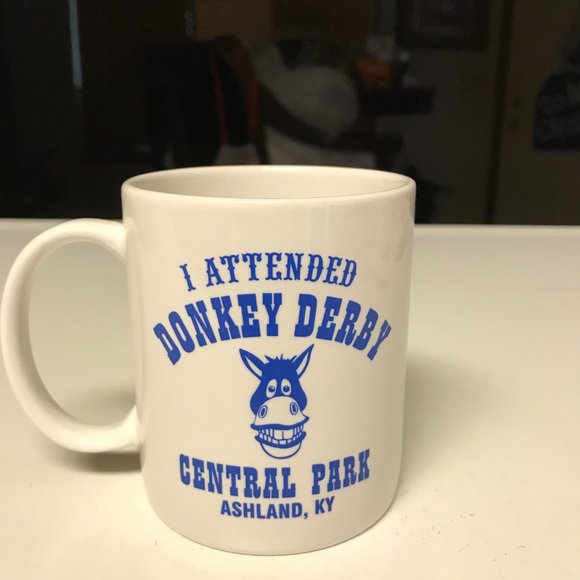 I ATTENDED
DONKEY DERBY
CENTRAL PARK
ASHLAND, KY